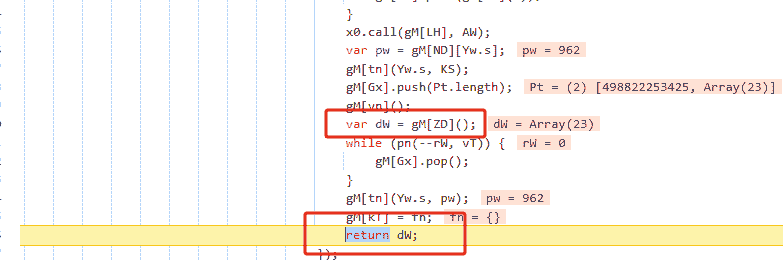 }
x0.call(gM[LH], AW);
var pw = gM[ND][Yw.s]; pw = 962
gM[tn](Yw.s, KS);
gM[Gx].push(Pt.length); Pt = (2) [498822253425, Array(23)]
gM[vn]();
var dW = gM[ZD](); dW = Array(23)
while (pn(--rW, vT)) { rW = 0
gM[Gx].pop();
}
gM[tn](Yw.s, pw); pw = 962
= fn; fn = {}
return dW;
});